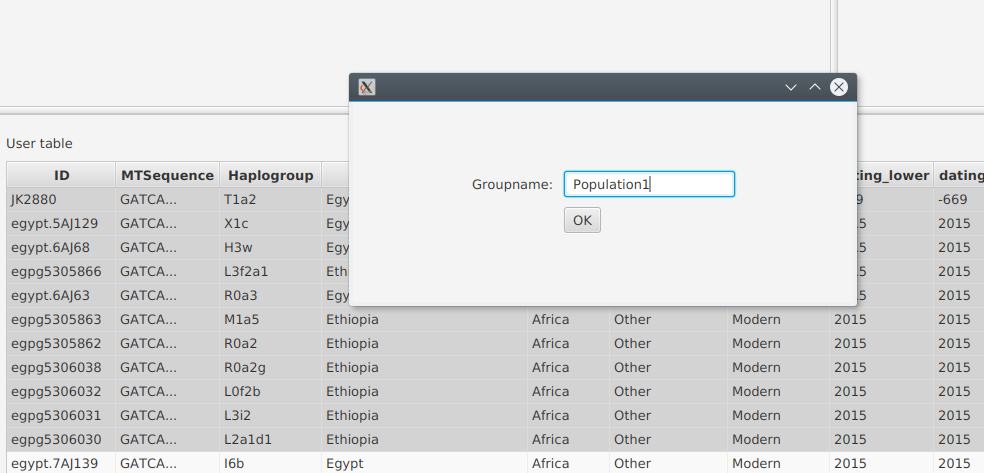 Groupname: Population1
OK
User table
ID MTSequence Haplogroup ting_lower dating
JK2880 GATCA... T1a2 Egy 9 -669
egypt.5AJ129 GATCA... X1c Egy 5 2015
egypt.6AJ68 GATCA... H3w Egy 5 2015
egpg5305866 GATCA... L3f2a1 Eth 5 2015
egypt.6AJ63 GATCA... R0a3 Egy 5 2015
egpg5305863 GATCA... M1a5 Ethiopia Africa Other Modern 2015 2015
egpg5305862 GATCA... R0a2 Ethiopia Africa Other Modern 2015 2015
egpg5306038 GATCA... R0a2g Ethiopia Africa Other Modern 2015 2015
egpg5306032 GATCA... L0f2b Ethiopia Africa Other Modern 2015 2015
egpg5306031 GATCA... L3i2 Ethiopia Africa Other Modern 2015 2015
egpg5306030 GATCA... L2a1d1 Ethiopia Africa Other Modern 2015 2015
egypt.7AJ139 GATCA... I6b Egypt Africa Other Modern 2015 2015